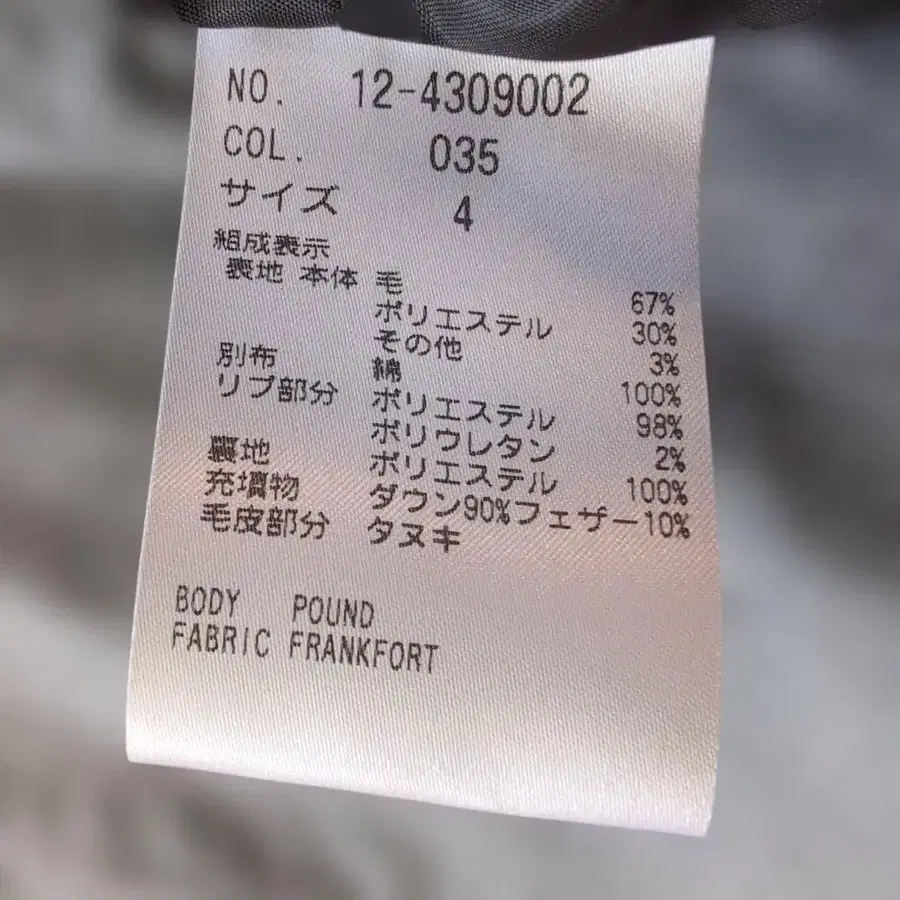 NO. 12-4309002
COL. 035
サイズ 4
組成表示
表地 本体 毛 67%
ポリエステル 30%
その他 3%
別布 綿 100%
リブ部分 ポリエステル 98%
ポリウレタン 2%
裏地 ポリエステル 100%
充填物 ダウン90%フェザー10%
毛皮部分 タヌキ
BODY POUND
FABRIC FRANKFORT